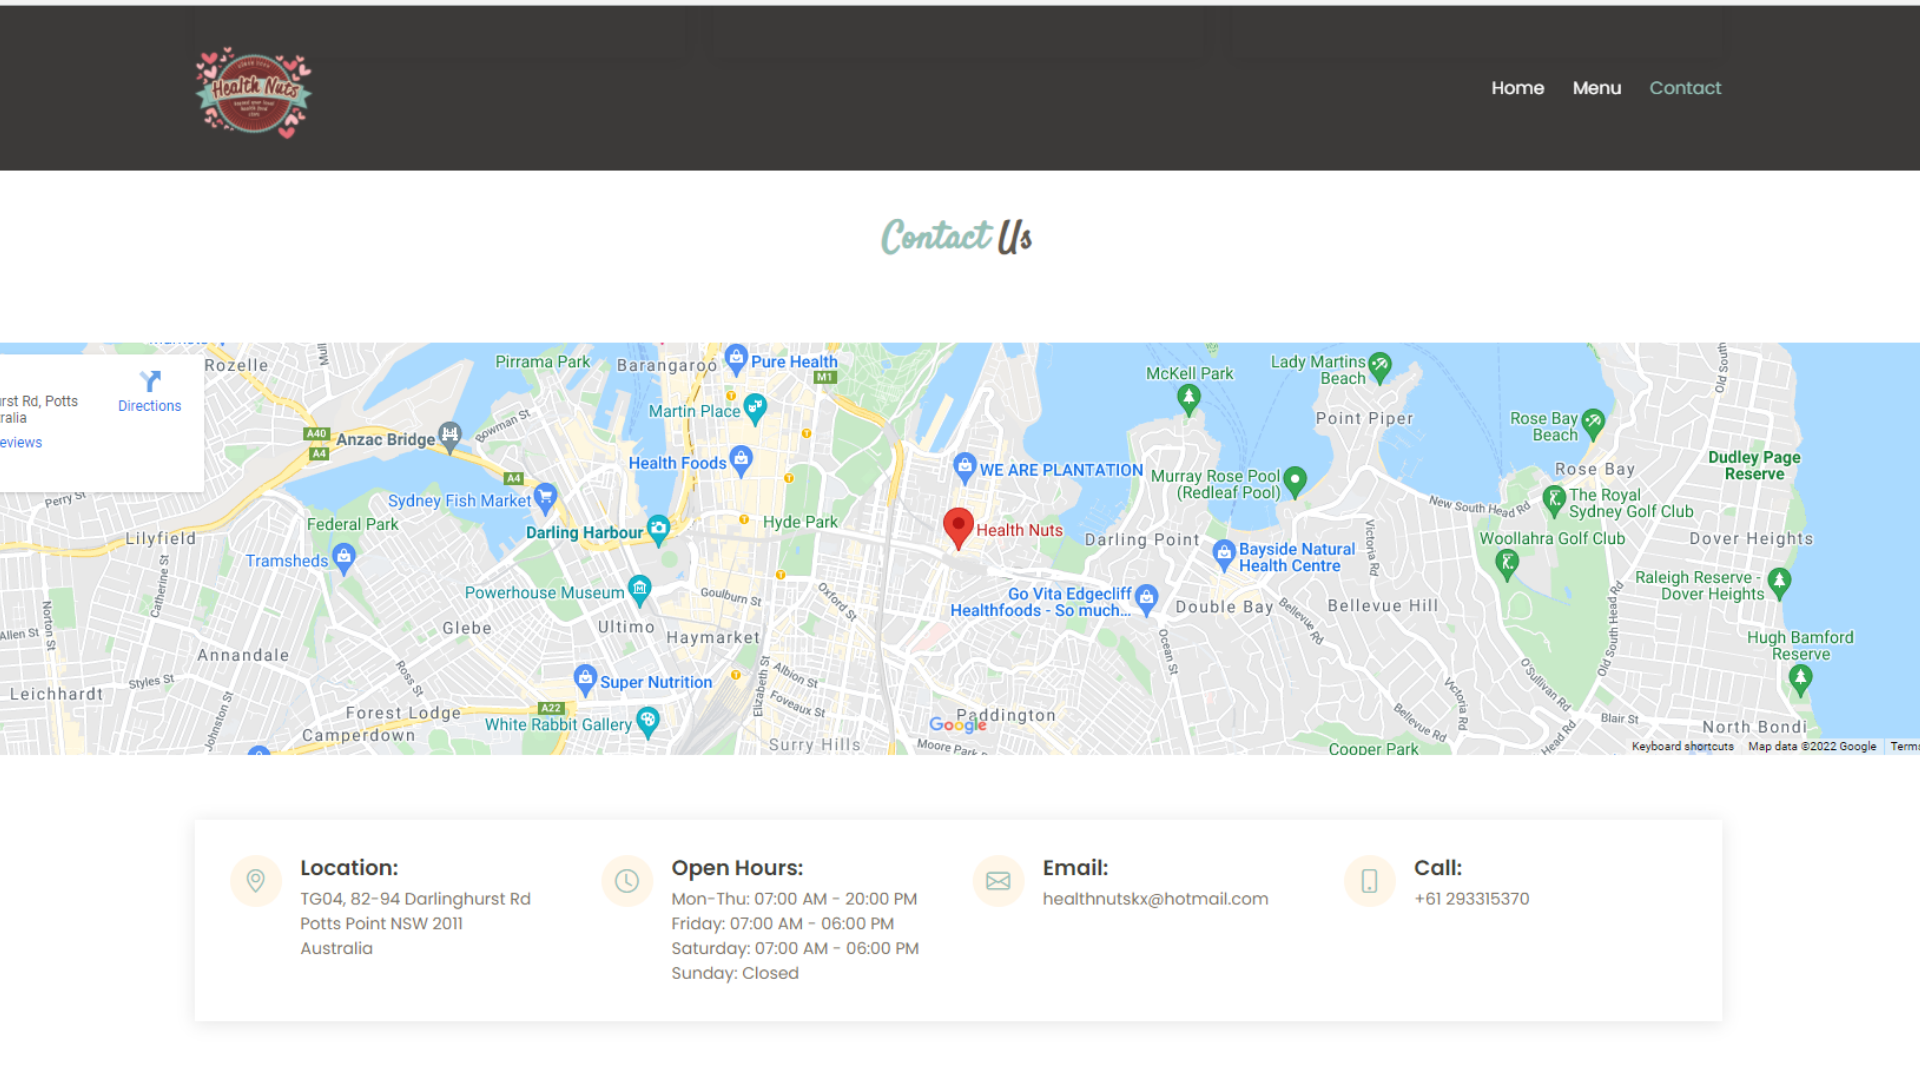 Health Nuts
Home Menu Contact
Contact Us
Rozelle
Directions
rst Rd, Potts
ralia
eviews
Pirrama Park
Barangaroo
Pure Health
M1
Martin Place
Bowman St
A40
A4
Anzac Bridge
A4
Health Foods
Sydney Fish Market
Perry St
Lilyfield
Federal Park
Tramsheds
Darling Harbour
Hyde Park
WE ARE PLANTATION
Health Nuts
McKell Park
Lady Martins
Beach
Point Piper
Murray Rose Pool
(Redleaf Pool)
Rose Bay
Beach
Rose Bay
Old South
Dudley Page
Reserve
New South Head Rd
The Royal
Sydney Golf Club
Woollahra Golf Club
Dover Heights
Darling Point
Bayside Natural
Health Centre
Victoria Rd
Raleigh Reserve -
Dover Heights
Go Vita Edgecliff
Healthfoods - So much...
Double Bay
Bellevue Rd
Bellevue Hill
Powerhouse Museum
Goulburn St
Oxford St
Catherine St
Norton St
Allen St
Glebe
Ultimo
Haymarket
Annandale
Ross St
Styles St
Leichhardt
Johnston St
Super Nutrition
Elizabeth St
Albion St
Foveaux St
Forest Lodge
Camperdown
A22
White Rabbit Gallery
Surry Hills
Google
Paddington
Moore Park
Ocean St
Old South Head Rd
O'Sullivan Rd
Victoria Rd
Bellevue Rd
Head Rd
Cooper Park
Hugh Bamford
Reserve
Blair St
North Bondi
Keyboard shortcuts Map data ©2022 Google Terms
Location:
TG04, 82-94 Darlinghurst Rd
Potts Point NSW 2011
Australia
Open Hours:
Mon-Thu: 07:00 AM - 20:00 PM
Friday: 07:00 AM - 06:00 PM
Saturday: 07:00 AM - 06:00 PM
Sunday: Closed
Email:
healthnutskx@hotmail.com
Call:
+61 293315370